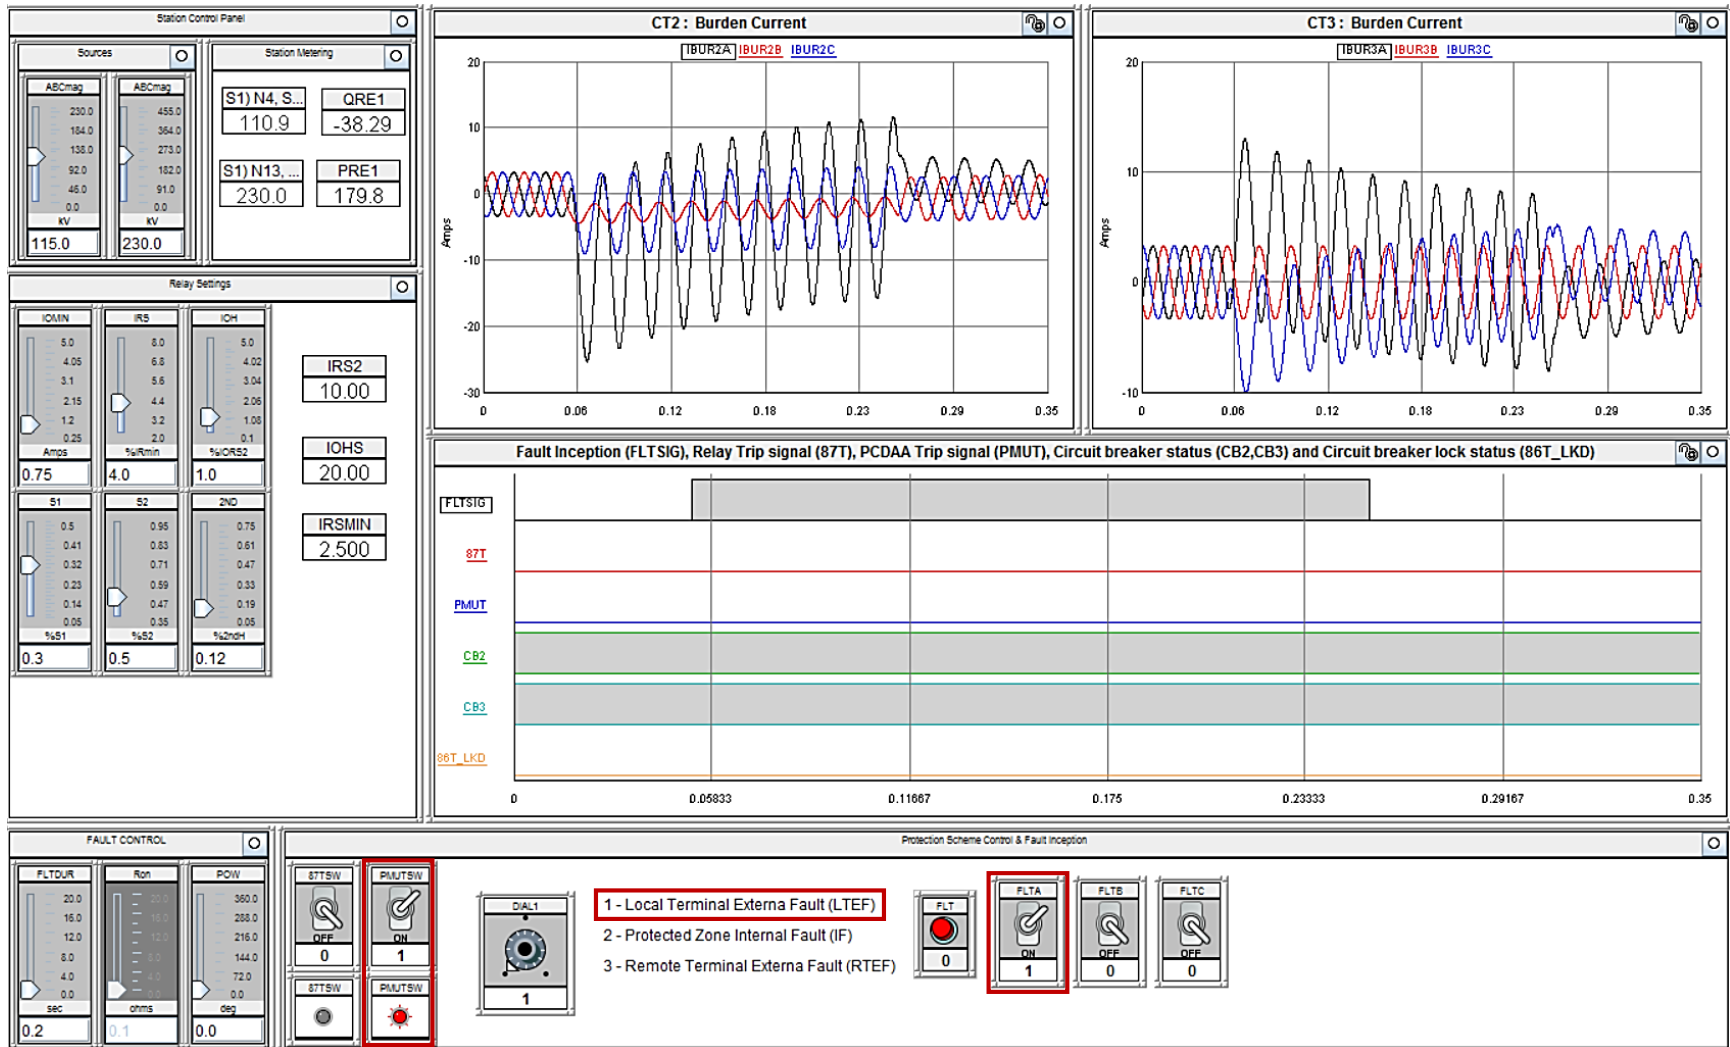 Station Control Panel
Sources
ABCmag
230.0
184.0
138.0
92.0
46.0
0.0
kV
115.0
ABCmag
455.0
364.0
273.0
182.0
91.0
0.0
kV
230.0
Station Metering
S1) N4, S...
110.9
QRE1
-38.29
S1) N13, ...
230.0
PRE1
179.8
Relay Settings
IOMIN
5.0
4.05
3.1
2.15
1.2
0.25
Amps
0.75
IRS
8.0
6.8
5.6
4.4
3.2
2.0
%IRmin
4.0
IOH
5.0
4.02
3.04
2.06
1.08
0.1
%IORS2
1.0
IRS2
10.00
IOHS
20.00
IRSMIN
2.500
S1
0.5
0.41
0.32
0.23
0.14
0.05
%S1
0.3
S2
0.95
0.83
0.71
0.59
0.47
0.35
%S2
0.5
2ND
0.75
0.61
0.47
0.33
0.19
0.05
%2ndH
0.12
CT2 : Burden Current
IBUR2A IBUR2B IBUR2C
Amps
20
10
0
-10
-20
-30
0 0.06 0.12 0.18 0.23 0.29 0.35
CT3 : Burden Current
IBUR3A IBUR3B IBUR3C
Amps
20
10
0
-10
0 0.06 0.12 0.18 0.23 0.29 0.35
Fault Inception (FLTSIG), Relay Trip signal (87T), PCDAA Trip signal (PMUT), Circuit breaker status (CB2,CB3) and Circuit breaker lock status (86T_LKD)
FLTSIG
87T
PMUT
CB2
CB3
86T_LKD
0 0.05833 0.11667 0.175 0.23333 0.29167 0.35
FAULT CONTROL
FLTDUR
20.0
16.0
12.0
8.0
4.0
0.0
sec
0.2
Ron
20.0
16.0
12.0
8.0
4.0
0.0
ohms
0.1
POW
360.0
288.0
216.0
144.0
72.0
0.0
deg
0.0
Protection Scheme Control & Fault Inception
87TSW
OFF
0
PMUTSW
ON
1
87TSW
PMUTSW
DIAL1
1
1 - Local Terminal Externa Fault (LTEF)
2 - Protected Zone Internal Fault (IF)
3 - Remote Terminal Externa Fault (RTEF)
FLT
0
FLTA
ON
1
FLTB
OFF
0
FLTC
OFF
0